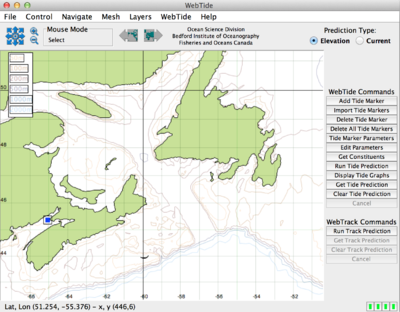 WebTide
File Control Navigate Mesh Layers WebTide Help
Mouse Mode
Select
Ocean Science Division
Bedford Institute of Oceanography
Fisheries and Oceans Canada
Prediction Type:
Elevation Current
50
48
46
44
-66 -64 -62 -60 -58 -56 -54 -52
WebTide Commands
Add Tide Marker
Import Tide Markers
Delete Tide Marker
Delete All Tide Markers
Tide Marker Parameters
Edit Parameters
Get Constituents
Run Tide Prediction
Display Tide Graphs
Get Tide Prediction
Clear Tide Prediction
Cancel
WebTrack Commands
Run Track Prediction
Get Track Prediction
Clear Track Prediction
Cancel
Lat, Lon (51.254, -55.376) - x, y (446,6)